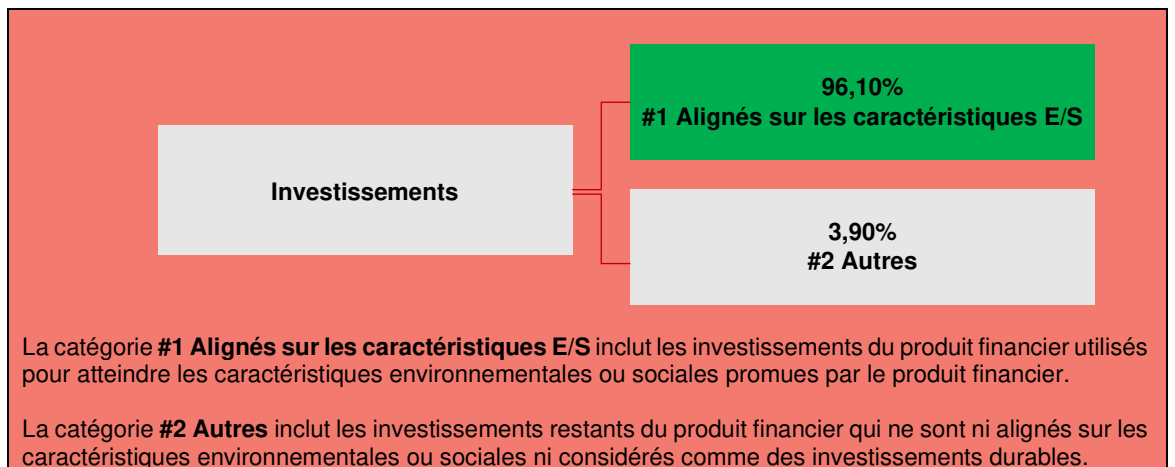 96,10%
#1 Alignés sur les caractéristiques E/S
Investissements
3,90%
#2 Autres
La catégorie #1 Alignés sur les caractéristiques E/S inclut les investissements du produit financier utilisés
pour atteindre les caractéristiques environnementales ou sociales promues par le produit financier.
La catégorie #2 Autres inclut les investissements restants du produit financier qui ne sont ni alignés sur les
caractéristiques environnementales ou sociales ni considérés comme des investissements durables.